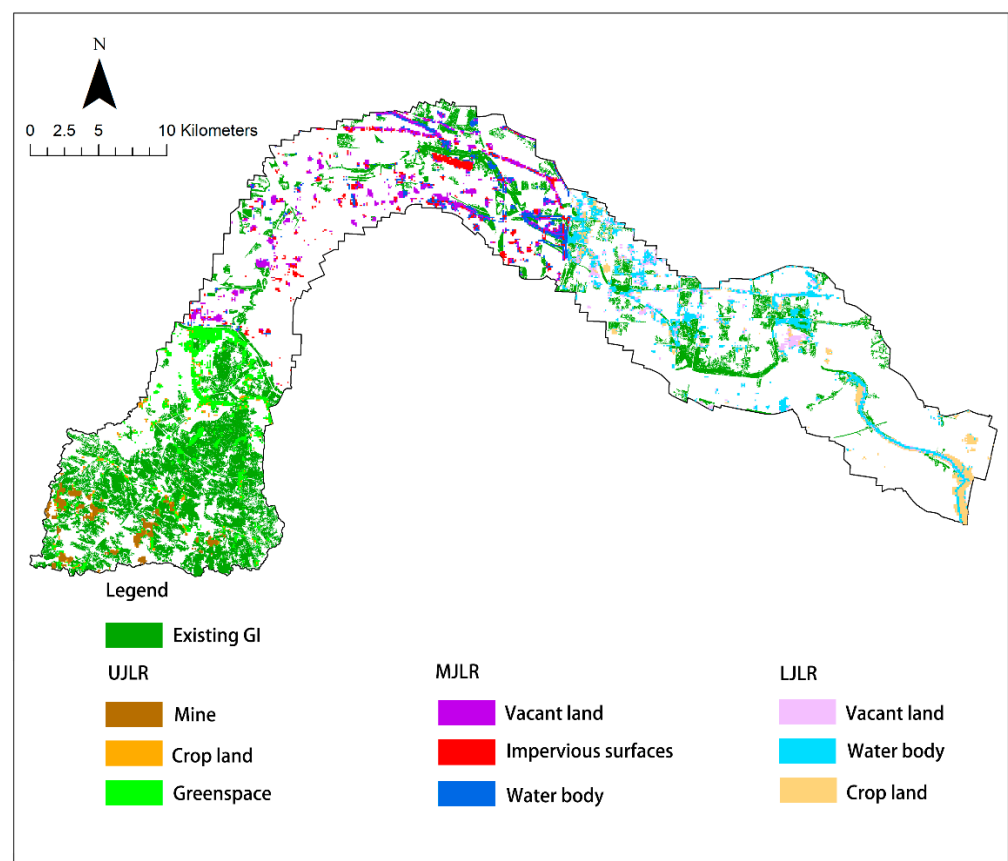 N
0 2.5 5 10 Kilometers
Legend
Existing GI
UJLR MJLR LJLR
Mine Vacant land Vacant land
Crop land Impervious surfaces Water body
Greenspace Water body Crop land